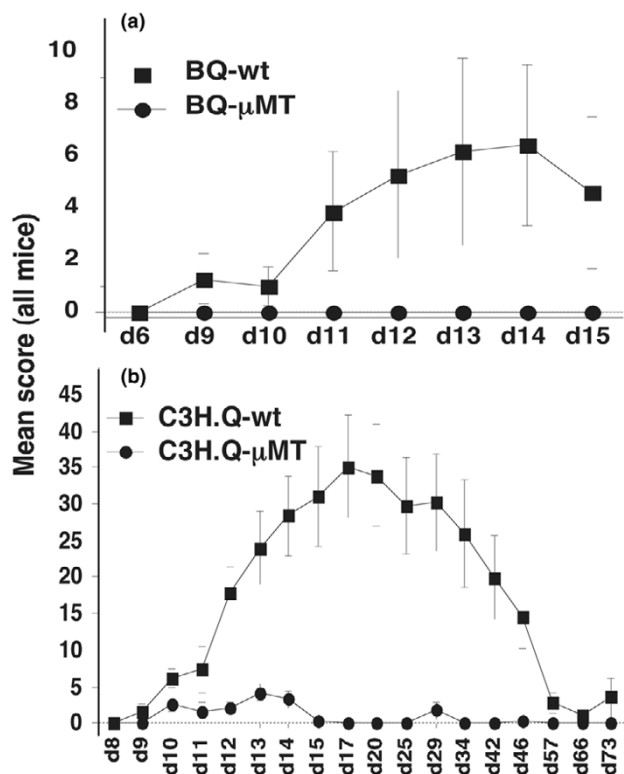 (a)
10
BQ-wt
8
BQ-μMT
6
4
2
0
d6 d9 d10 d11 d12 d13 d14 d15
Mean score (all mice)
(b)
45
C3H.Q-wt
40
C3H.Q-μMT
35
30
25
20
15
10
5
0
d8 d9 d10 d11 d12 d13 d14 d15 d17 d20 d25 d29 d34 d42 d46 d57 d66 d73